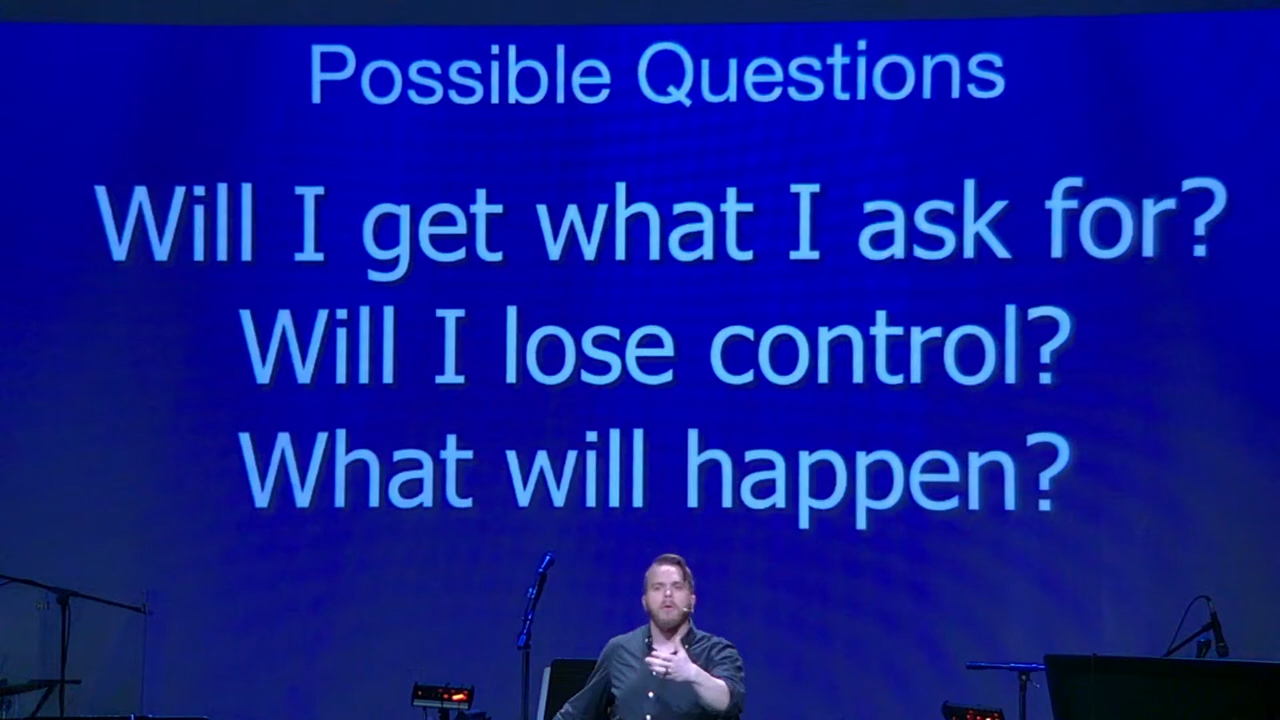 Possible Questions
Will I get what I ask for?
Will I lose control?
What will happen?